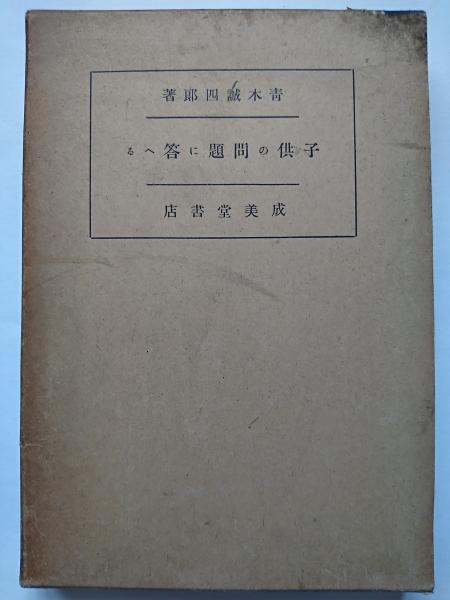 青木誠四郎著
子供の問題に答へる
成美堂書店